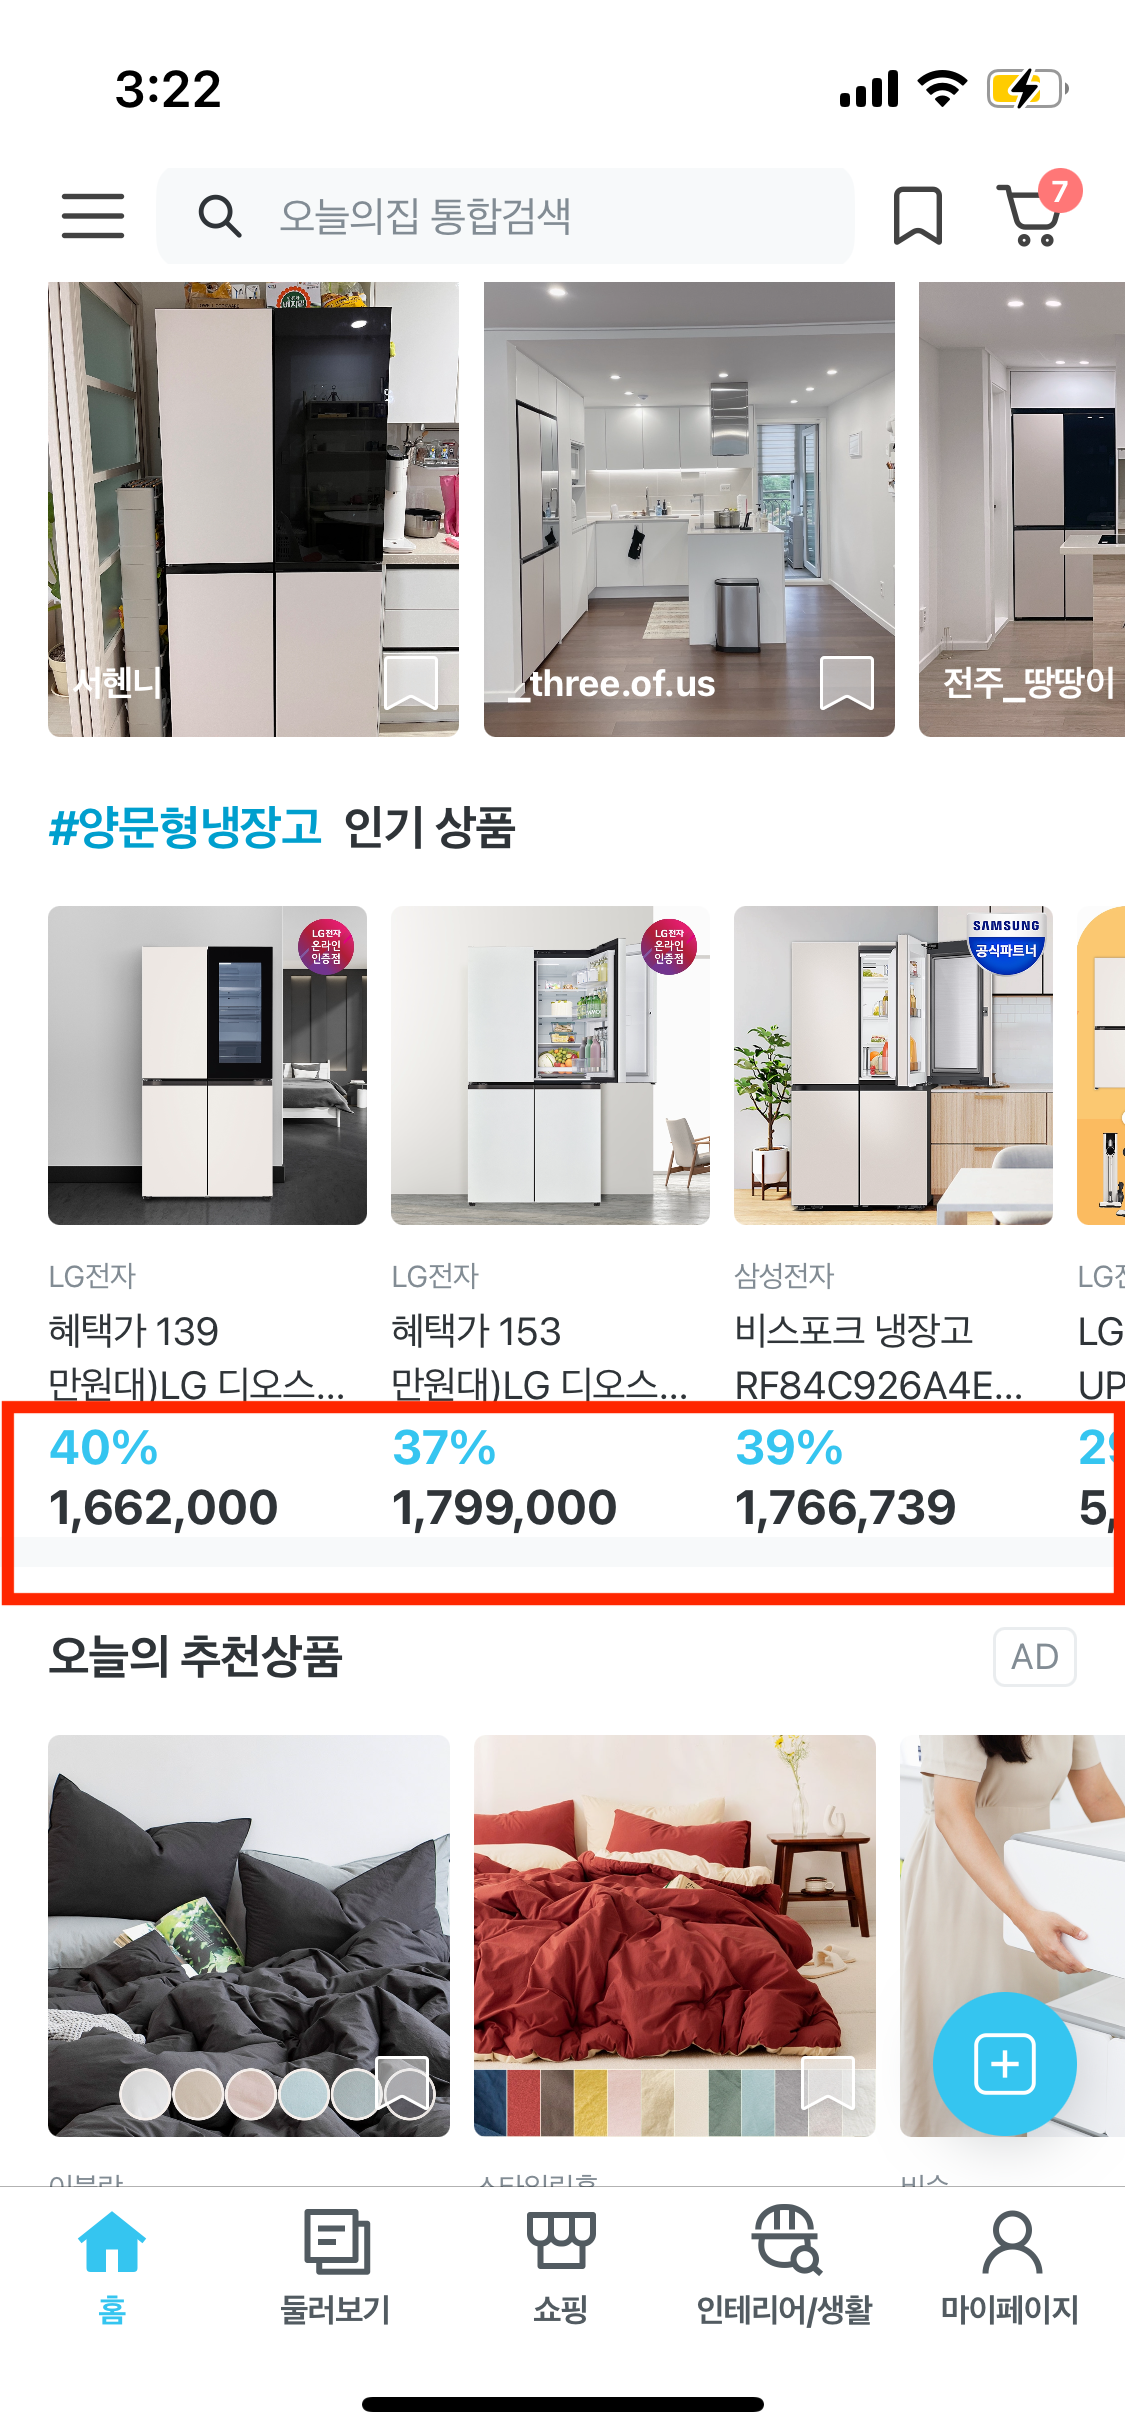 3:22
오늘의집 통합검색
7
서헨니
_three.of.us
전주_땅땅이
#양문형냉장고 인기 상품
LG전자
온라인
인증점
LG전자
온라인
인증점
SAMSUNG
공식파트너
LG전자
LG전자
삼성전자
혜택가 139
만원대)LG 디오스...
혜택가 153
만원대)LG 디오스...
비스포크 냉장고
RF84C926A4E...
LG
UP
40%
37%
39%
1,662,000
1,799,000
1,766,739
5,
오늘의 추천상품
AD
홈
둘러보기
쇼핑
인테리어/생활
마이페이지